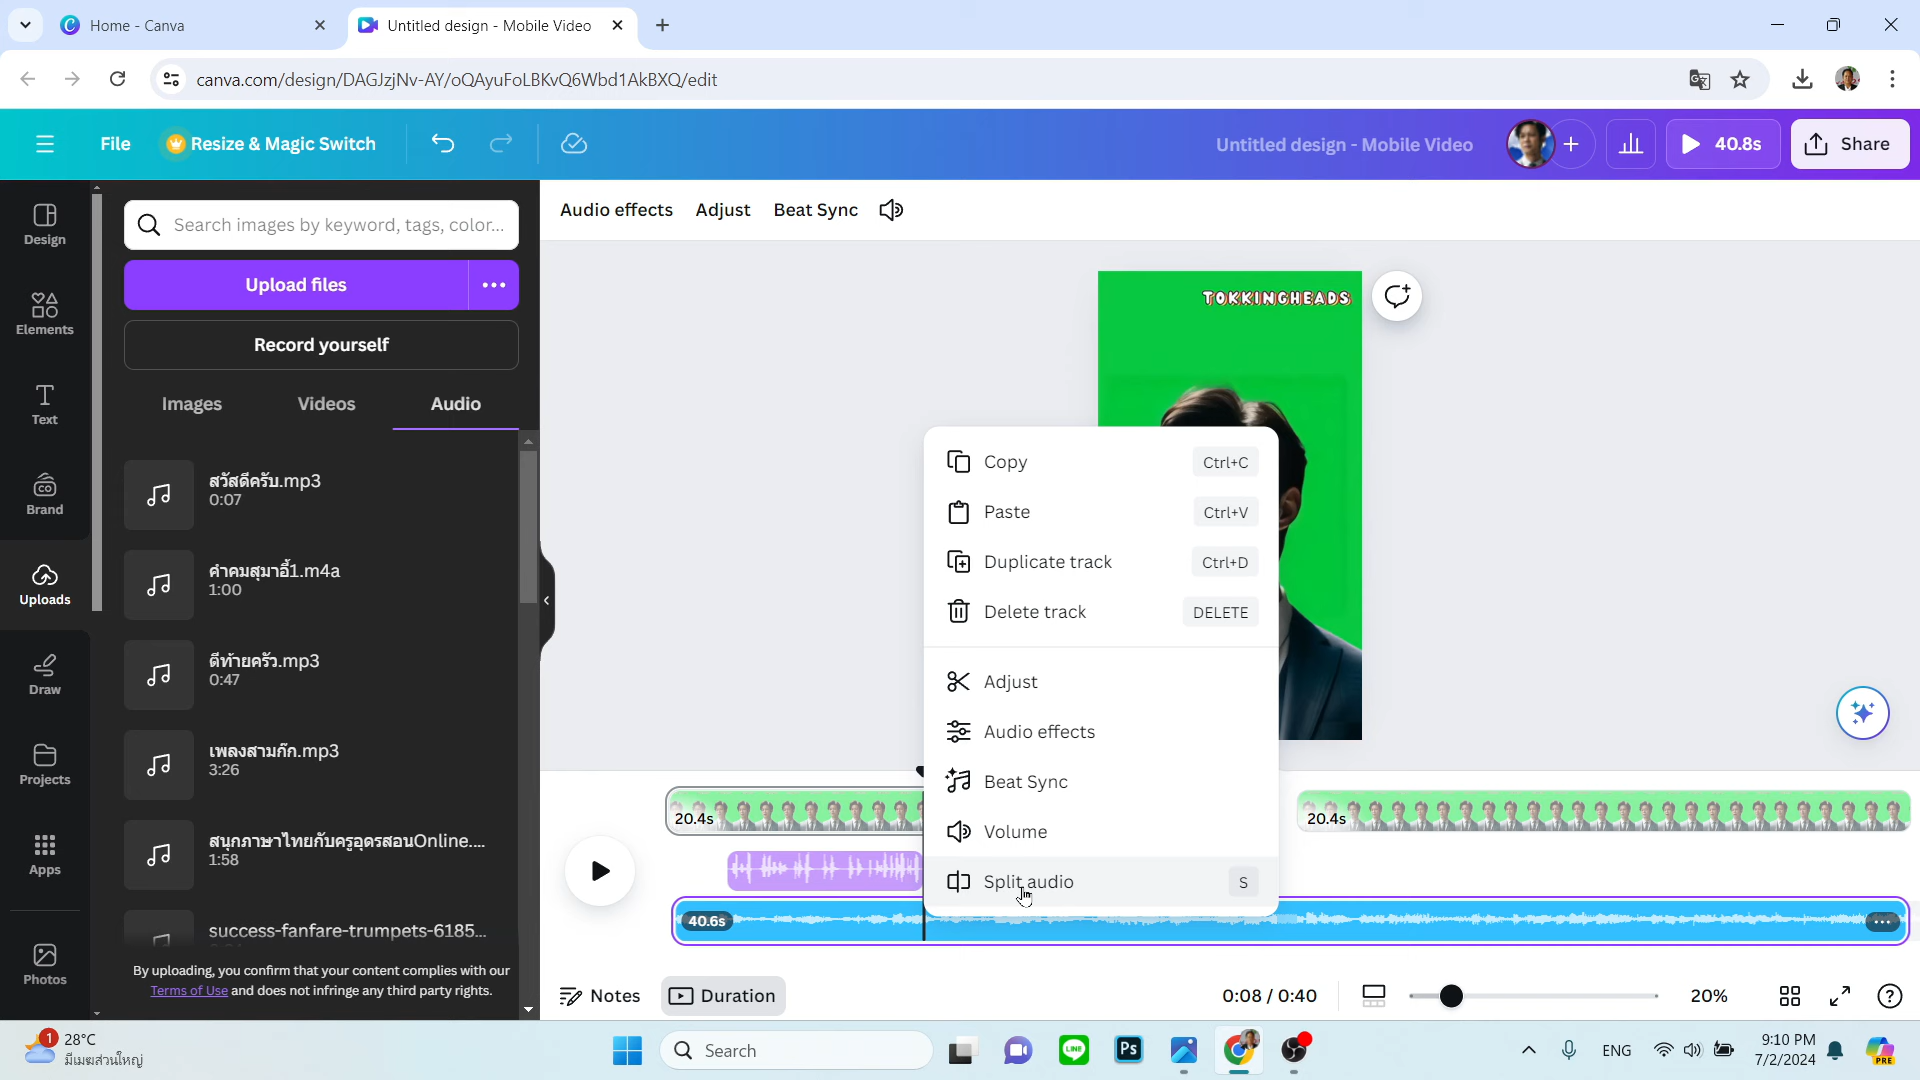 Home - Canva
Untitled design - Mobile Video
canva.com/design/DAGJzjNv-AY/oQAyuFoLBKvQ6Wbd1AkBXQ/edit
File
Resize & Magic Switch
Untitled design - Mobile Video
40.8s
Share
Design
Elements
Text
Brand
Uploads
Draw
Projects
Apps
Photos
Search images by keyword, tags, color...
Upload files
Record yourself
Images
Videos
Audio
สวัสดีครับ.mp3
0:07
คำคมสุมาอี้1.m4a
1:00
ดีท้ายครัว.mp3
0:47
เพลงสามก๊ก.mp3
3:26
สนุกภาษาไทยกับครูอุดรสอนOnline....
1:58
success-fanfare-trumpets-6185...
By uploading, you confirm that your content complies with our
Terms of Use and does not infringe any third party rights.
Audio effects
Adjust
Beat Sync
TOKKINGHEADS
Copy Ctrl+C
Paste Ctrl+V
Duplicate track Ctrl+D
Delete track DELETE
Adjust
Audio effects
Beat Sync
Volume
Split audio S
20.4s
20.4s
40.6s
Notes
Duration
0:08 / 0:40
20%
1
28°C
มีเมฆส่วนใหญ่
Search
LINE
Ps
ENG
9:10 PM
7/2/2024
PRE